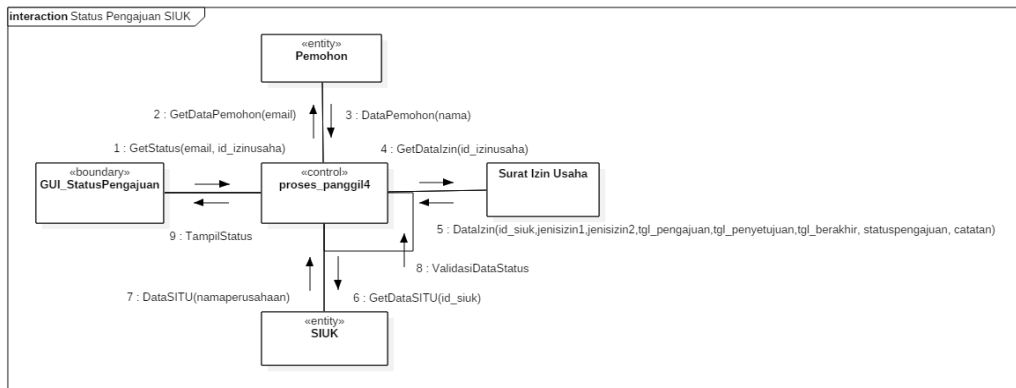 interaction Status Pengajuan SIUK
«entity»
Pemohon
2 : GetDataPemohon(email)
3 : DataPemohon(nama)
1 : GetStatus(email, id_izinusaha)
4 : GetDataIzin(id_izinusaha)
«boundary»
GUI_StatusPengajuan
«control»
proses_panggil4
Surat Izin Usaha
9 : TampilStatus
5 : DataIzin(id_siuk,jenisizin1,jenisizin2,tgl_pengajuan,tgl_penyetujuan,tgl_berakhir, statuspengajuan, catatan)
8 : ValidasiDataStatus
7 : DataSITU(namaperusahaan)
6 : GetDataSITU(id_siuk)
«entity»
SIUK